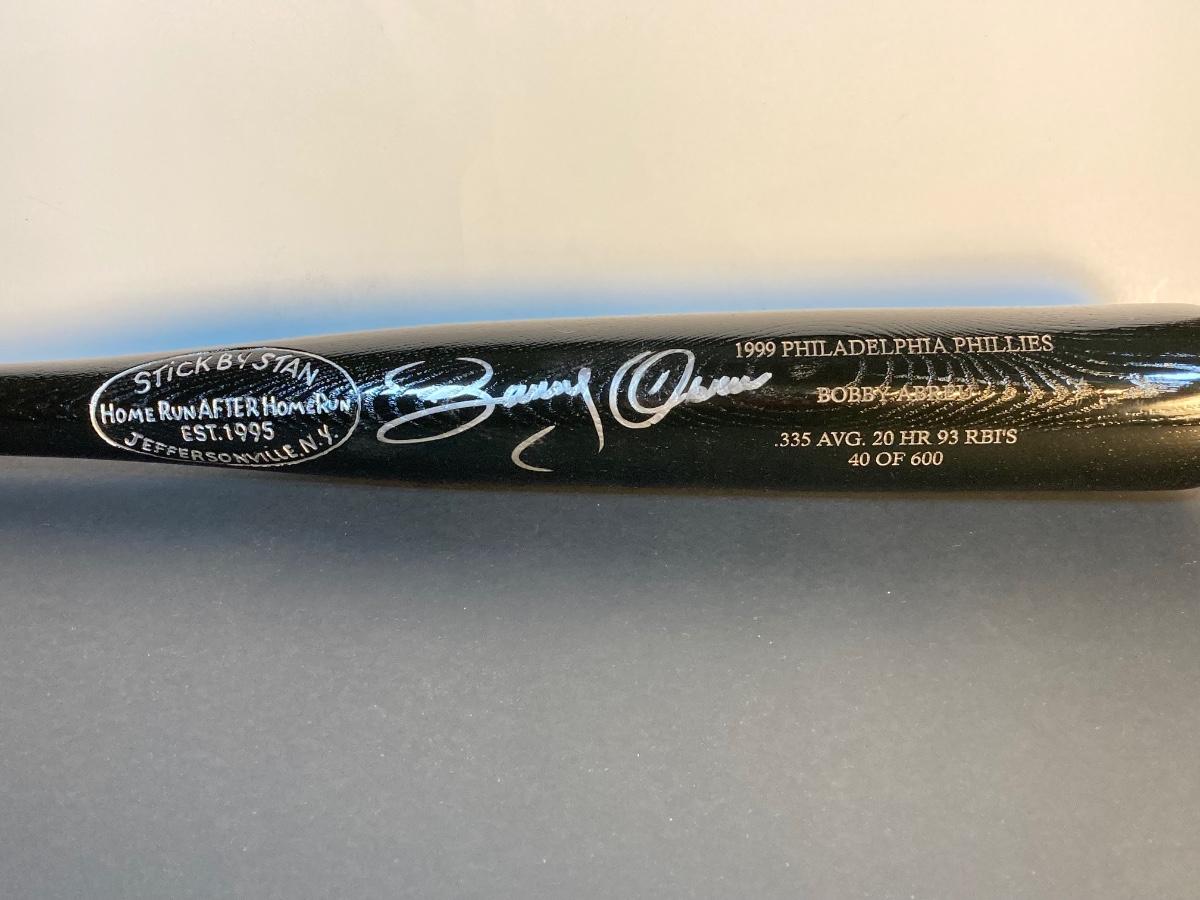 STICK BY STAN
HOME RUN AFTER HOME RUN
EST. 1995
JEFFERSONVILLE, N.Y.
1999 PHILADELPHIA PHILLIES
BOBBY ABREU
.335 AVG. 20 HR 93 RBI'S
40 OF 600